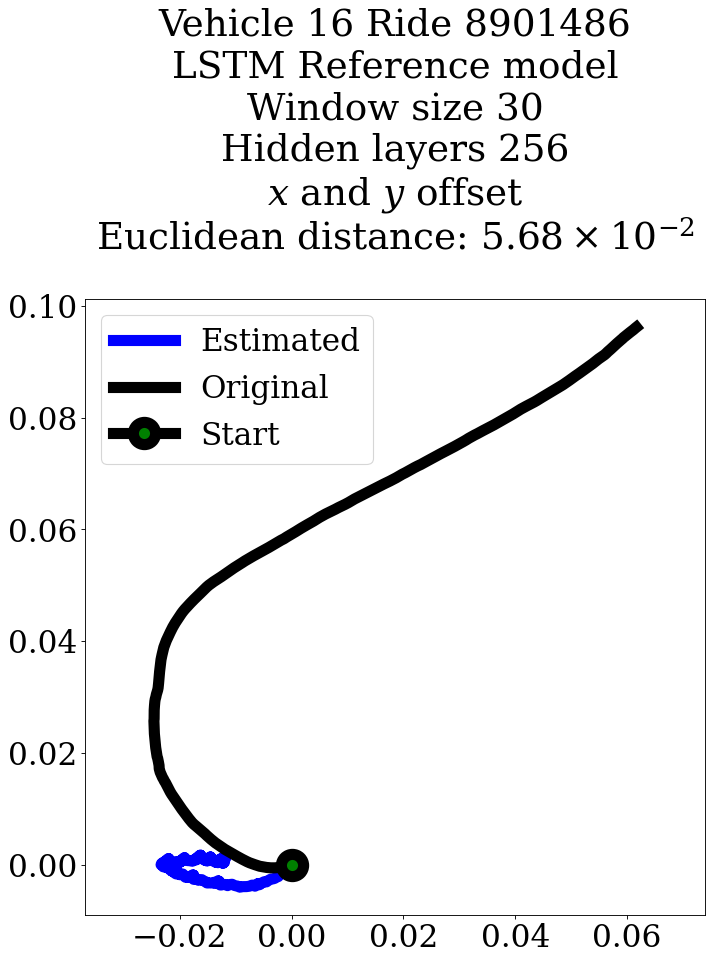 Vehicle 16 Ride 8901486
LSTM Reference model
Window size 30
Hidden layers 256
x and y offset
Euclidean distance: 5.68 × 10⁻²
0.10
0.08
0.06
0.04
0.02
0.00
Estimated
Original
Start
−0.02 0.00 0.02 0.04 0.06